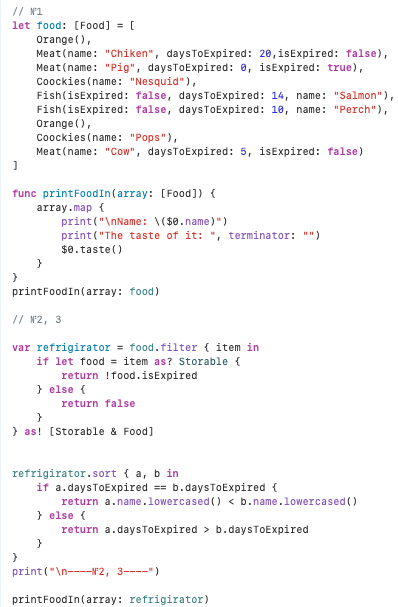 // №1
let food: [Food] = [
    Orange(),
    Meat(name: "Chiken", daysToExpired: 20,isExpired: false),
    Meat(name: "Pig", daysToExpired: 0, isExpired: true),
    Coockies(name: "Nesquid"),
    Fish(isExpired: false, daysToExpired: 14, name: "Salmon"),
    Fish(isExpired: false, daysToExpired: 10, name: "Perch"),
    Orange(),
    Coockies(name: "Pops"),
    Meat(name: "Cow", daysToExpired: 5, isExpired: false)
]
func printFoodIn(array: [Food]) {
    array.map {
        print("\nName: \($0.name)")
        print("The taste of it: ", terminator: "")
        $0.taste()
    }
}
printFoodIn(array: food)
// №2, 3
var refrigirator = food.filter { item in
    if let food = item as? Storable {
        return !food.isExpired
    } else {
        return false
    }
} as! [Storable & Food]
refrigirator.sort { a, b in
    if a.daysToExpired == b.daysToExpired {
        return a.name.lowercased() < b.name.lowercased()
    } else {
        return a.daysToExpired > b.daysToExpired
    }
}
print("\n----№2, 3----")
printFoodIn(array: refrigirator)